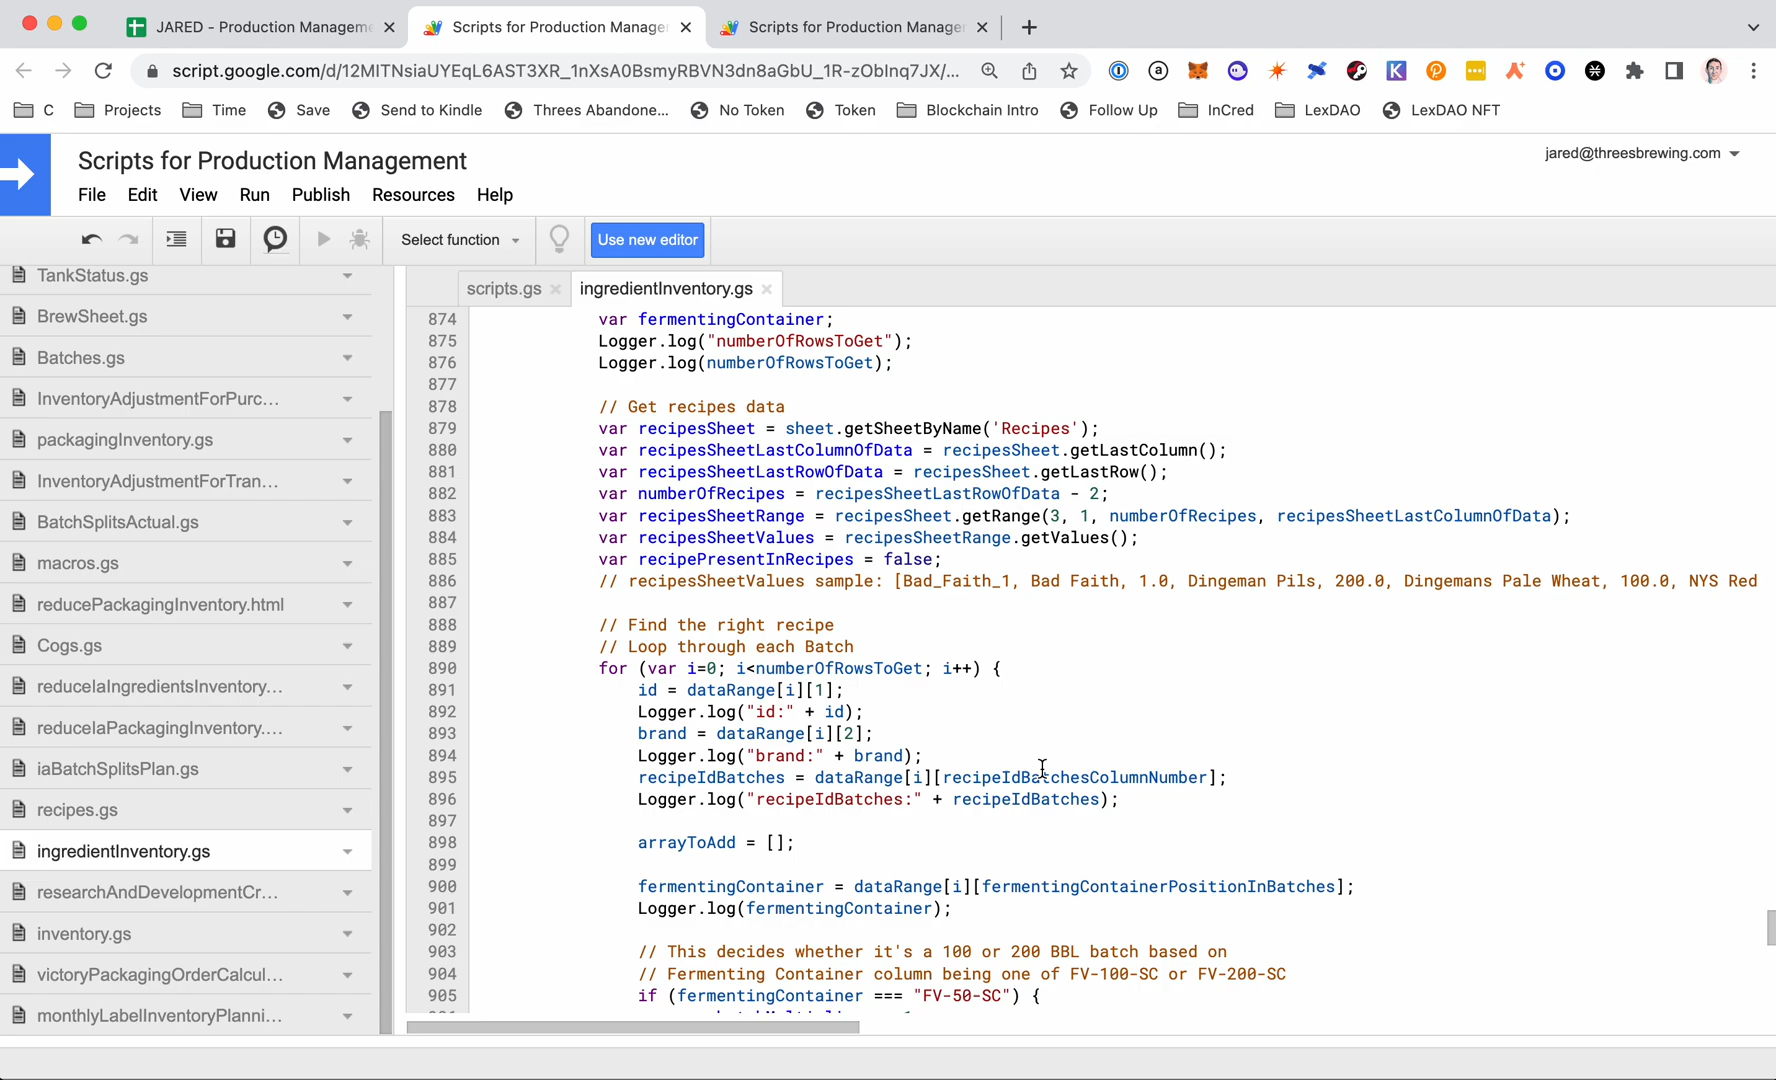 JARED - Production Manageme
Scripts for Production Manager
Scripts for Production Manager
script.google.com/d/12MITNsiaUYEqL6AST3XR_1nXsA0BsmyRBVN3dn8aGbU_1R-zOblnq7JX/...
C
Projects
Time
Save
Send to Kindle
Threes Abandone...
No Token
Token
Blockchain Intro
Follow Up
InCred
LexDAO
LexDAO NFT
Scripts for Production Management
jared@threesbrewing.com
File Edit View Run Publish Resources Help
Select function
Use new editor
TankStatus.gs
BrewSheet.gs
Batches.gs
InventoryAdjustmentForPurc...
packagingInventory.gs
InventoryAdjustmentForTran...
BatchSplitsActual.gs
macros.gs
reducePackagingInventory.html
Cogs.gs
reduceIaIngredientsInventory...
reduceIaPackagingInventory....
iaBatchSplitsPlan.gs
recipes.gs
ingredientInventory.gs
researchAndDevelopmentCr...
inventory.gs
victoryPackagingOrderCalcul...
monthlyLabelInventoryPlanni...
scripts.gs
ingredientInventory.gs
874 var fermentingContainer;
875 Logger.log("numberOfRowsToGet");
876 Logger.log(numberOfRowsToGet);
877
878 // Get recipes data
879 var recipesSheet = sheet.getSheetByName('Recipes');
880 var recipesSheetLastColumnOfData = recipesSheet.getLastColumn();
881 var recipesSheetLastRowOfData = recipesSheet.getLastRow();
882 var numberOfRecipes = recipesSheetLastRowOfData - 2;
883 var recipesSheetRange = recipesSheet.getRange(3, 1, numberOfRecipes, recipesSheetLastColumnOfData);
884 var recipesSheetValues = recipesSheetRange.getValues();
885 var recipePresentInRecipes = false;
886 // recipesSheetValues sample: [Bad_Faith_1, Bad Faith, 1.0, Dingeman Pils, 200.0, Dingemans Pale Wheat, 100.0, NYS Red
887
888 // Find the right recipe
889 // Loop through each Batch
890 for (var i=0; i<numberOfRowsToGet; i++) {
891 id = dataRange[i][1];
892 Logger.log("id:" + id);
893 brand = dataRange[i][2];
894 Logger.log("brand:" + brand);
895 recipeIdBatches = dataRange[i][recipeIdBatchesColumnNumber];
896 Logger.log("recipeIdBatches:" + recipeIdBatches);
897
898 arrayToAdd = [];
899
900 fermentingContainer = dataRange[i][fermentingContainerPositionInBatches];
901 Logger.log(fermentingContainer);
902
903 // This decides whether it's a 100 or 200 BBL batch based on
904 // Fermenting Container column being one of FV-100-SC or FV-200-SC
905 if (fermentingContainer === "FV-50-SC") {